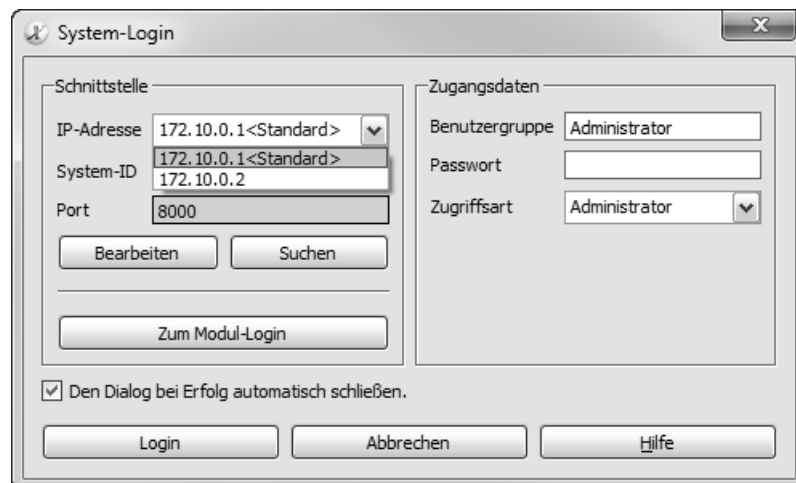 System-Login
Schnittstelle
IP-Adresse 172.10.0.1<Standard>
172.10.0.1<Standard>
System-ID
172.10.0.2
Port 8000
Bearbeiten Suchen
Zum Modul-Login
Zugangsdaten
Benutzergruppe Administrator
Passwort
Zugriffsart Administrator
Den Dialog bei Erfolg automatisch schließen.
Login Abbrechen Hilfe